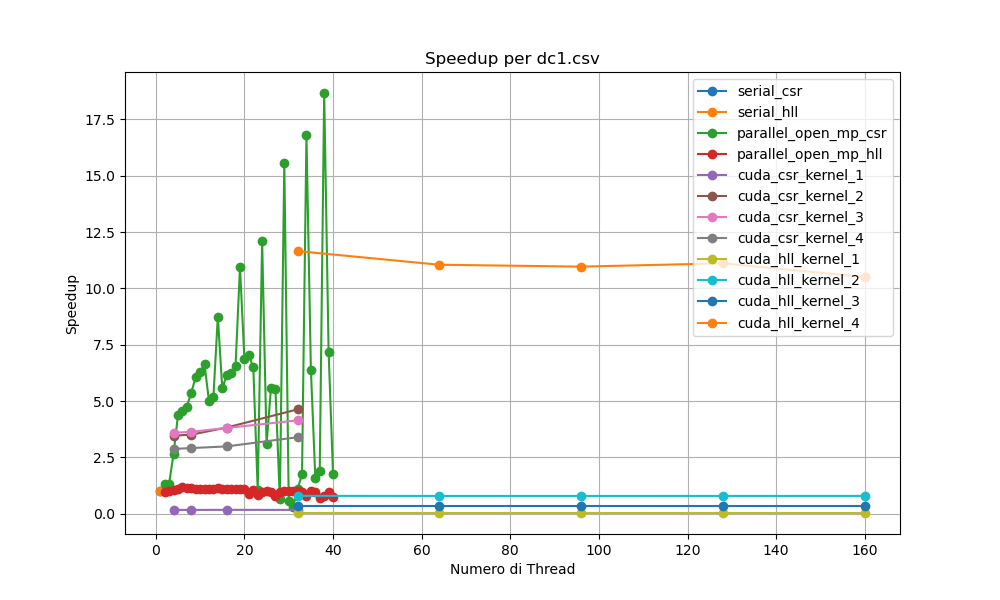 Speedup per dc1.csv
Speedup
17.5
15.0
12.5
10.0
7.5
5.0
2.5
0.0
serial_csr
serial_hll
parallel_open_mp_csr
parallel_open_mp_hll
cuda_csr_kernel_1
cuda_csr_kernel_2
cuda_csr_kernel_3
cuda_csr_kernel_4
cuda_hll_kernel_1
cuda_hll_kernel_2
cuda_hll_kernel_3
cuda_hll_kernel_4
0 20 40 60 80 100 120 140 160
Numero di Thread